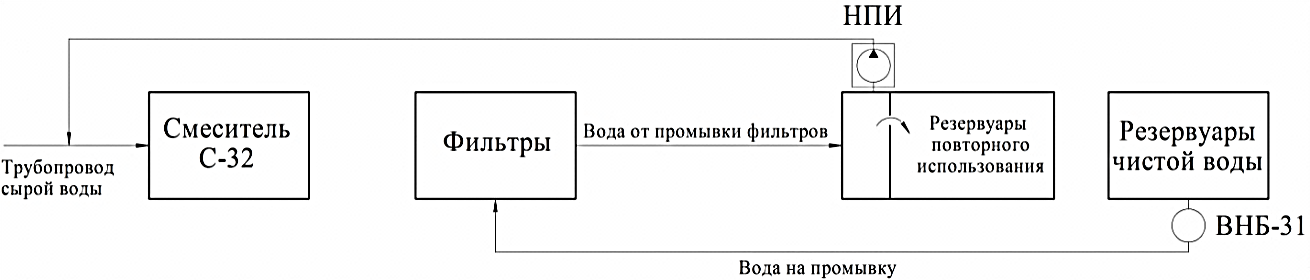 НПИ
Смеситель
С-32
Трубопровод
сырой воды
Фильтры
Вода от промывки фильтров
Резервуары
повторного
использования
Резервуары
чистой воды
ВНБ-31
Вода на промывку